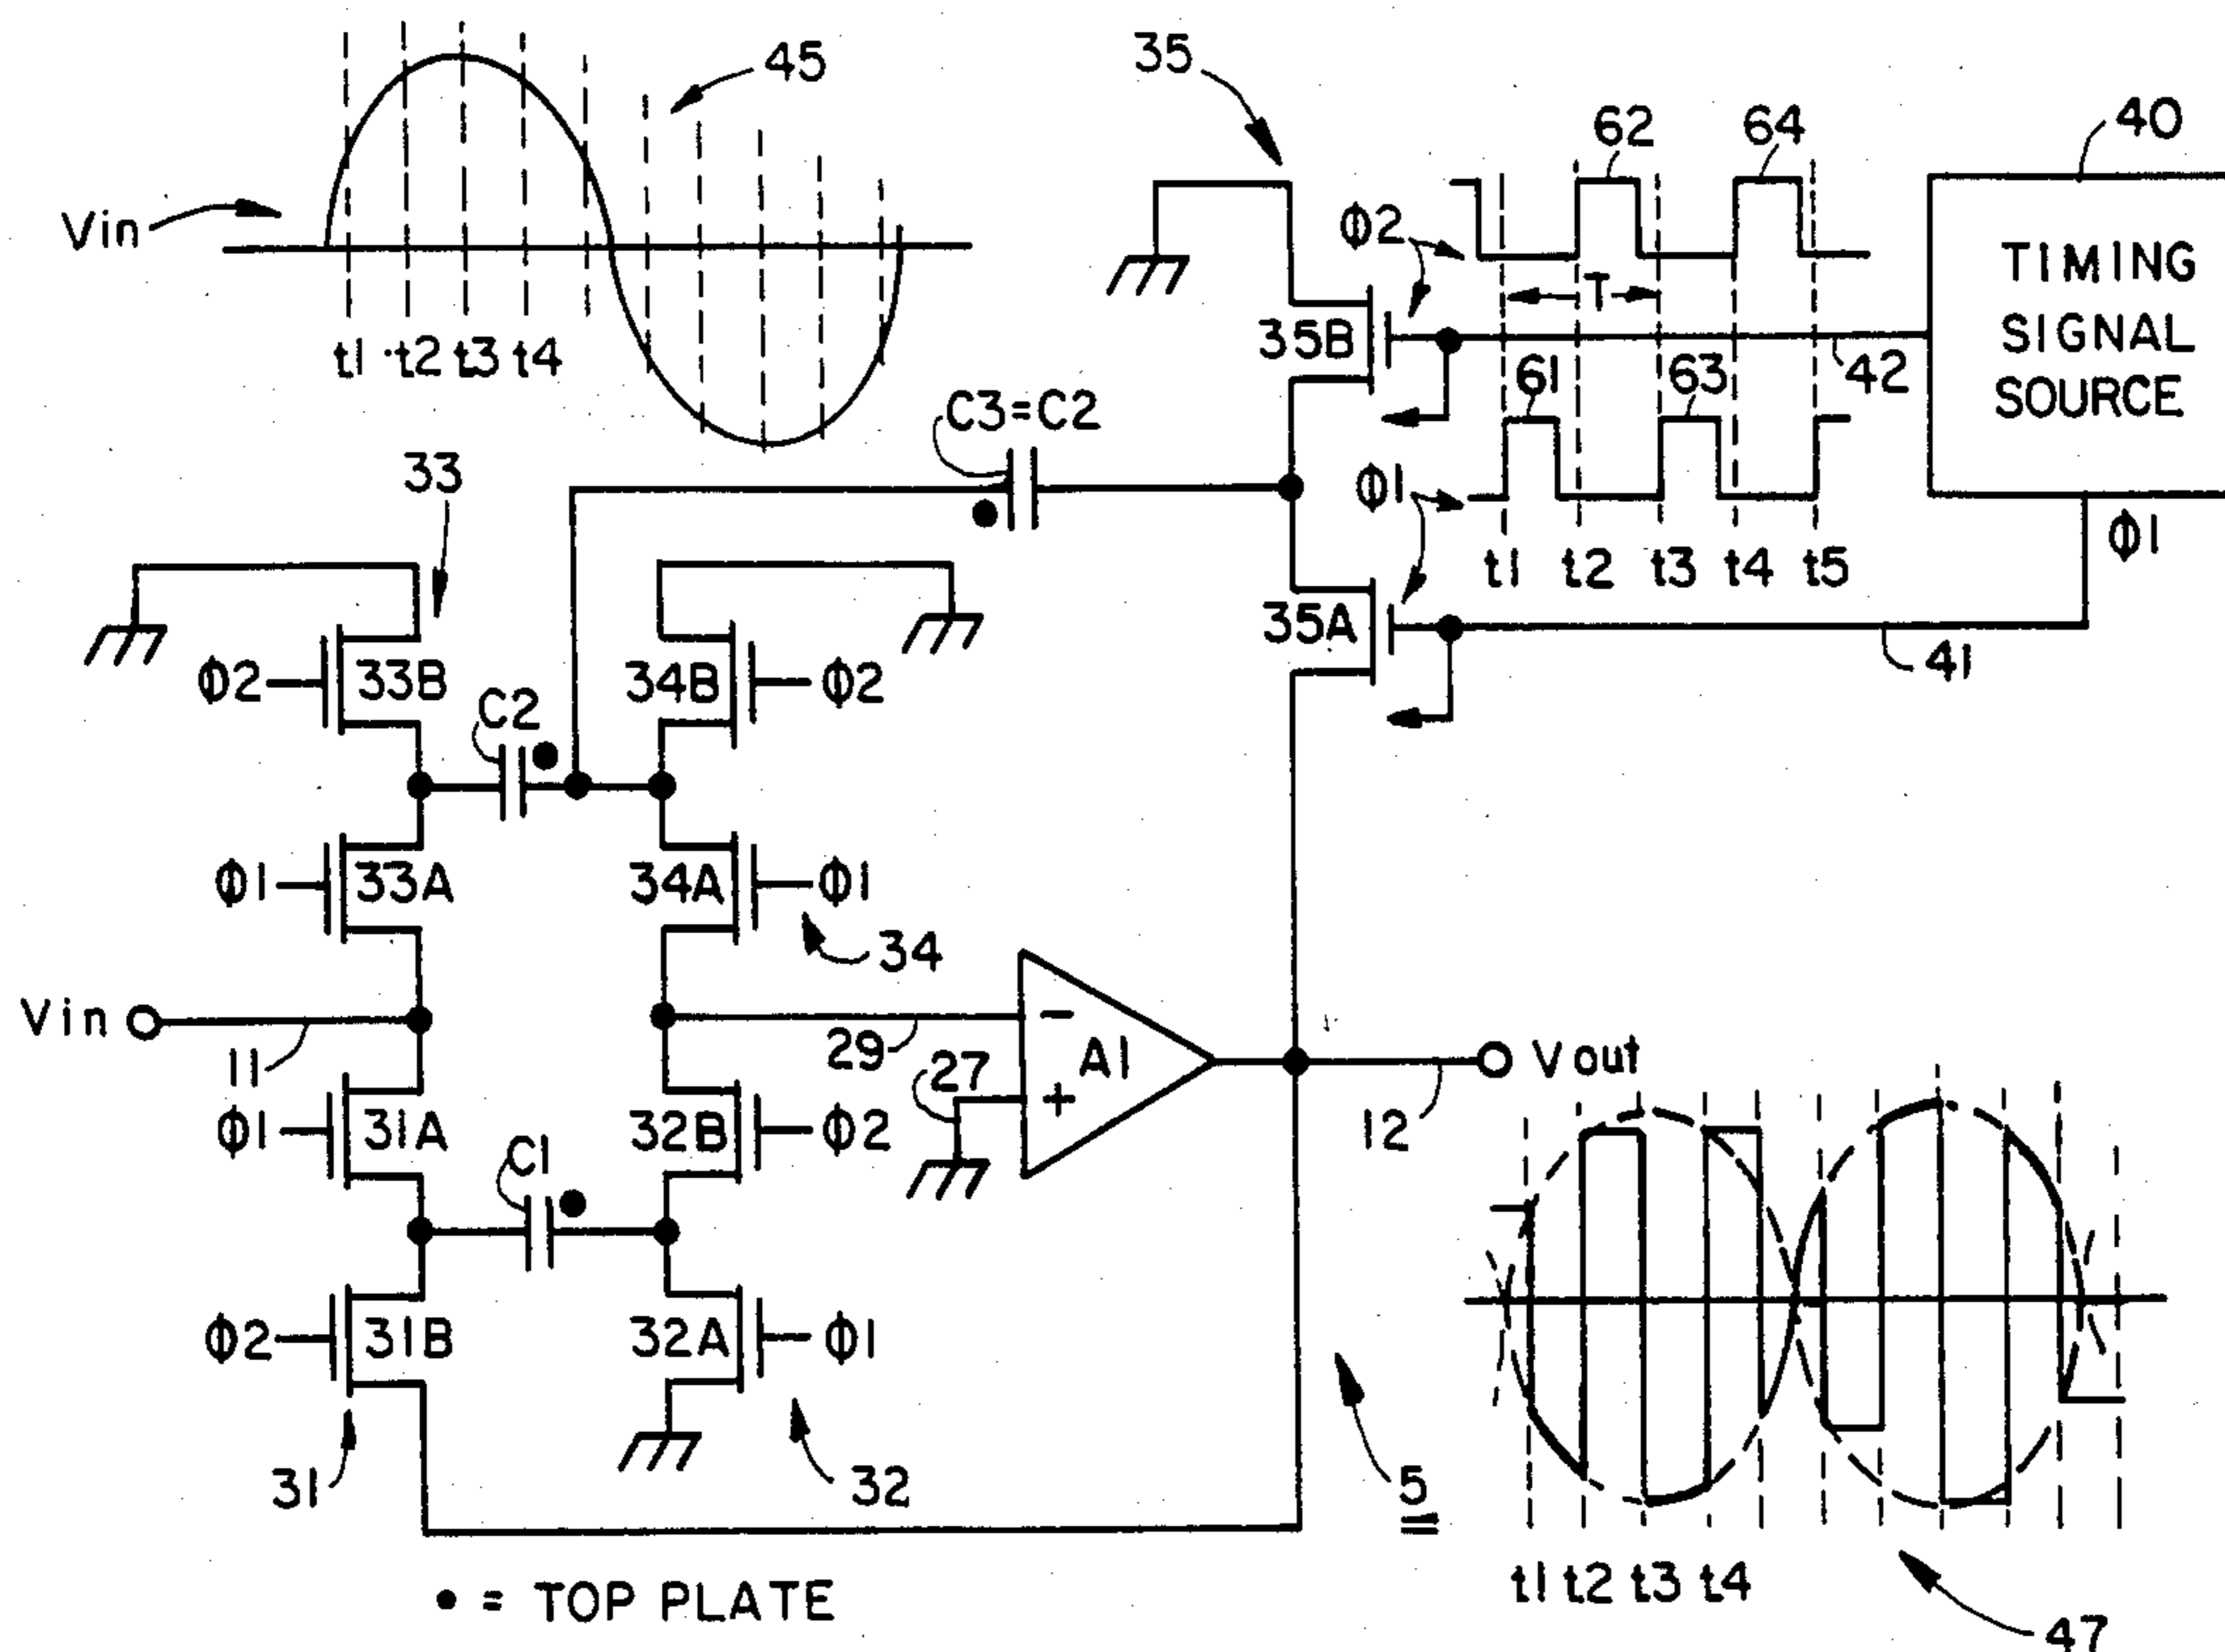 45
35
62
64
40
Vin
Φ2
T
TIMING
SIGNAL
SOURCE
t1 t2 t3 t4
35B
42
61
63
C3=C2
33
Φ1
t1 t2 t3 t4 t5
Φ1
35A
41
Φ2
33B
34B
Φ2
C2
Φ1
33A
34A
Φ1
34
Vin
11
29
27
-
+
A1
Vout
12
Φ1
31A
32B
Φ2
C1
Φ2
31B
32A
Φ1
31
32
5
t1 t2 t3 t4
47
● = TOP PLATE